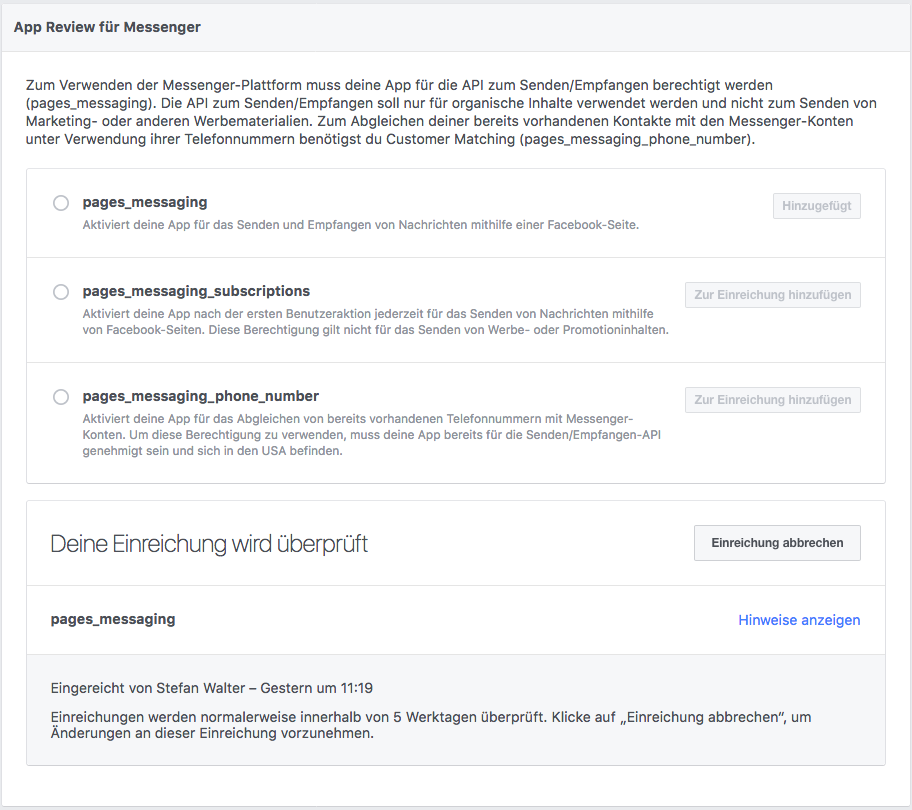 App Review für Messenger
Zum Verwenden der Messenger-Plattform muss deine App für die API zum Senden/Empfangen berechtigt werden
(pages_messaging). Die API zum Senden/Empfangen soll nur für organische Inhalte verwendet werden und nicht zum Senden von
Marketing- oder anderen Werbematerialien. Zum Abgleichen deiner bereits vorhandenen Kontakte mit den Messenger-Konten
unter Verwendung ihrer Telefonnummern benötigst du Customer Matching (pages_messaging_phone_number).
pages_messaging
Hinzugefügt
Aktiviert deine App für das Senden und Empfangen von Nachrichten mithilfe einer Facebook-Seite.
pages_messaging_subscriptions
Zur Einreichung hinzufügen
Aktiviert deine App nach der ersten Benutzeraktion jederzeit für das Senden von Nachrichten mithilfe
von Facebook-Seiten. Diese Berechtigung gilt nicht für das Senden von Werbe- oder Promotioninhalten.
pages_messaging_phone_number
Zur Einreichung hinzufügen
Aktiviert deine App für das Abgleichen von bereits vorhandenen Telefonnummern mit Messenger-
Konten. Um diese Berechtigung zu verwenden, muss deine App bereits für die Senden/Empfangen-API
genehmigt sein und sich in den USA befinden.
Deine Einreichung wird überprüft
Einreichung abbrechen
pages_messaging
Hinweise anzeigen
Eingereicht von Stefan Walter – Gestern um 11:19
Einreichungen werden normalerweise innerhalb von 5 Werktagen überprüft. Klicke auf „Einreichung abbrechen“, um
Änderungen an dieser Einreichung vorzunehmen.